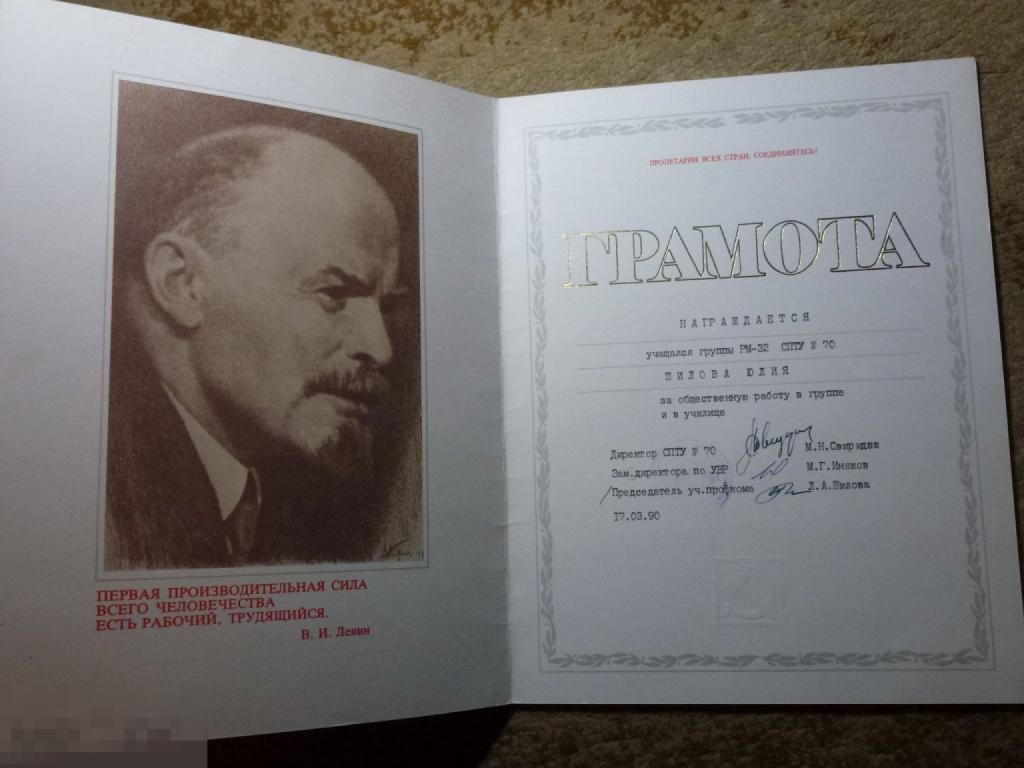 ПЕРВАЯ ПРОИЗВОДИТЕЛЬНАЯ СИЛА
ВСЕГО ЧЕЛОВЕЧЕСТВА
ЕСТЬ РАБОЧИЙ, ТРУДЯЩИЙСЯ.
В. И. Ленин
ПРОЛЕТАРИИ ВСЕХ СТРАН, СОЕДИНЯЙТЕСЬ!
ГРАМОТА
НАГРАЖДАЕТСЯ
учащаяся группы РМ-32 СПТУ № 70
ШИЛОВА ЮЛИЯ
за общественную работу в группе
и в училище
Директор СПТУ № 70 М.Н.Свиридов
Зам.директора по УВР М.Г.Иняков
Председатель уч.профкома Л.А.Шилова
17.03.90